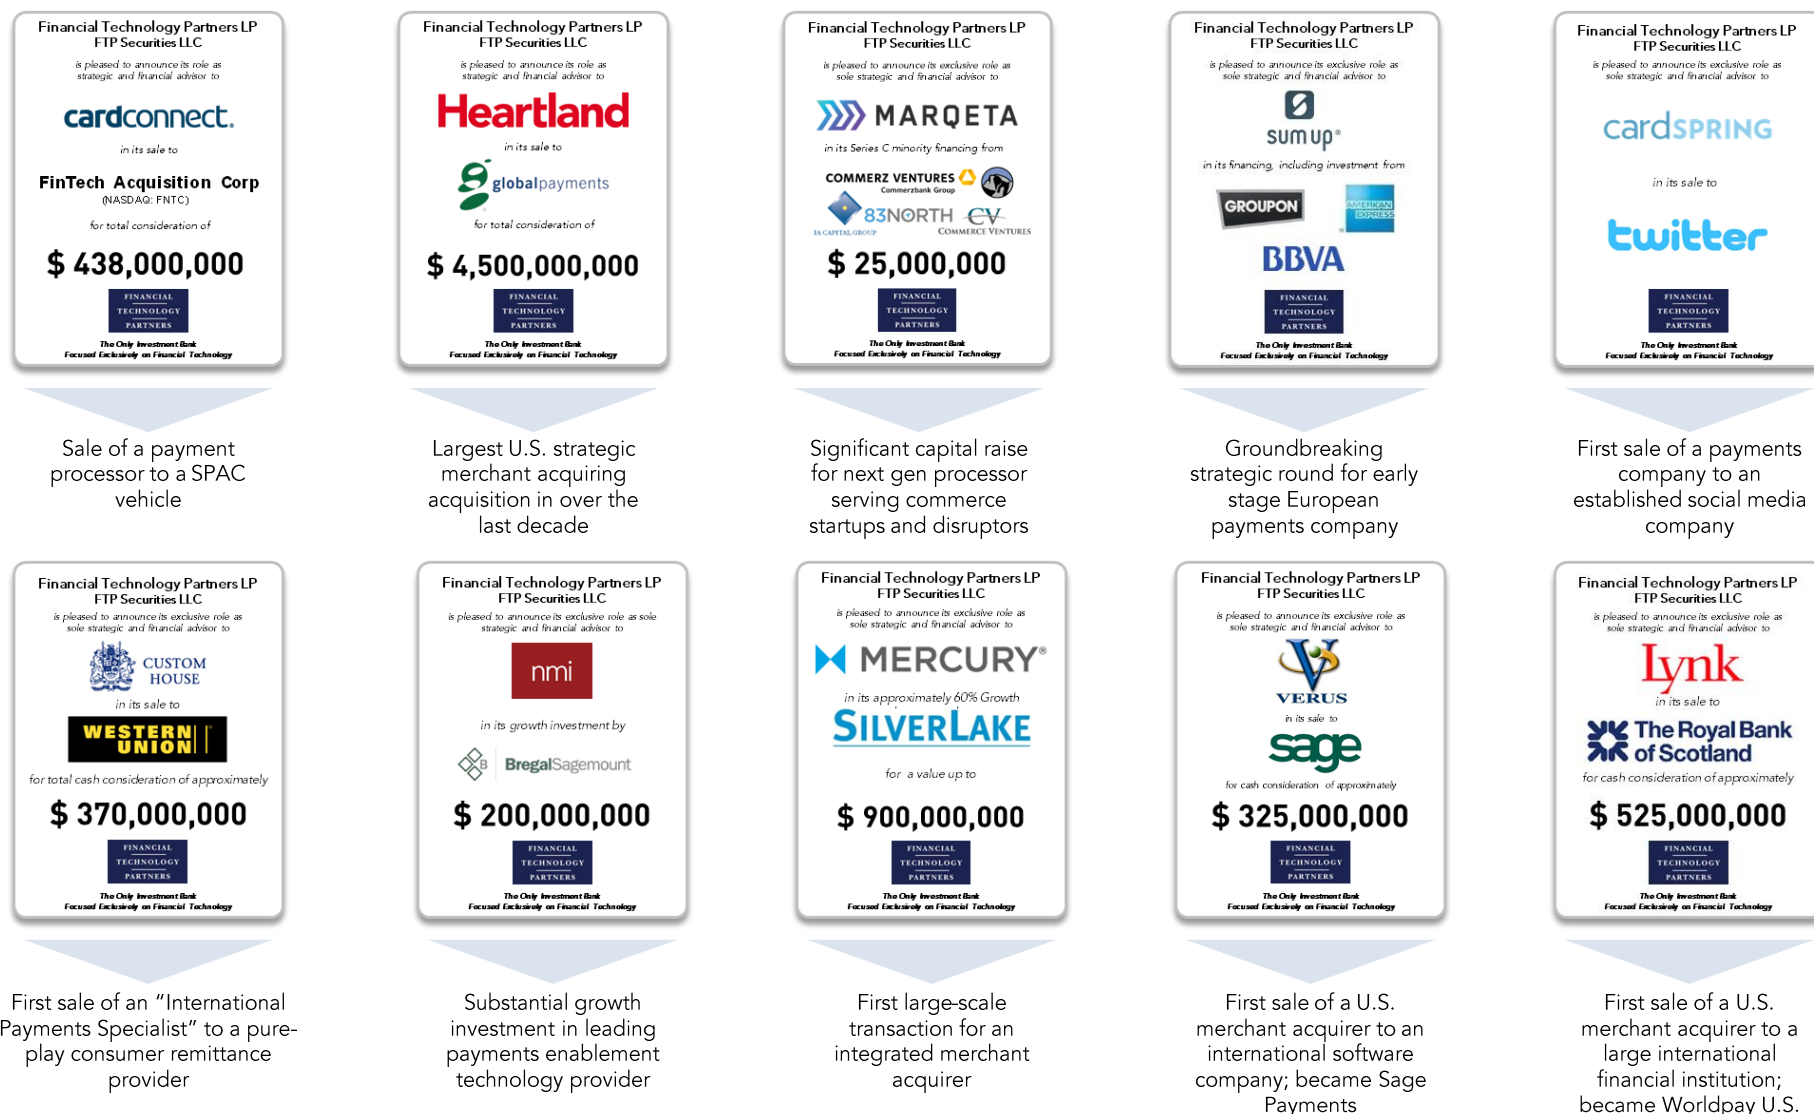 Financial Technology Partners LP
FTP Securities LLC
is pleased to announce its role as
strategic and financial advisor to
cardconnect.
in its sale to
FinTech Acquisition Corp
(NASDAQ: FNTC)
for total consideration of
$ 438,000,000
FINANCIAL
TECHNOLOGY
PARTNERS
The Only Investment Bank
Focused Exclusively on Financial Technology
Sale of a payment
processor to a SPAC
vehicle
Financial Technology Partners LP
FTP Securities LLC
is pleased to announce its role as
strategic and financial advisor to
Heartland
in its sale to
globalpayments
for total consideration of
$ 4,500,000,000
FINANCIAL
TECHNOLOGY
PARTNERS
The Only Investment Bank
Focused Exclusively on Financial Technology
Largest U.S. strategic
merchant acquiring
acquisition in over the
last decade
Financial Technology Partners LP
FTP Securities LLC
is pleased to announce its exclusive role as
sole strategic and financial advisor to
MARQETA
in its Series C minority financing from
COMMERZ VENTURES
Commerzbank Group
83NORTH
CV
IA CAPITAL GROUP
COMMERCE VENTURES
$ 25,000,000
FINANCIAL
TECHNOLOGY
PARTNERS
The Only Investment Bank
Focused Exclusively on Financial Technology
Significant capital raise
for next gen processor
serving commerce
startups and disruptors
Financial Technology Partners LP
FTP Securities LLC
is pleased to announce its exclusive role as
sole strategic and financial advisor to
sumup®
in its financing, including investment from
GROUPON
AMERICAN
EXPRESS
BBVA
FINANCIAL
TECHNOLOGY
PARTNERS
The Only Investment Bank
Focused Exclusively on Financial Technology
Groundbreaking
strategic round for early
stage European
payments company
Financial Technology Partners LP
FTP Securities LLC
is pleased to announce its exclusive role as
sole strategic and financial advisor to
cardSPRING
in its sale to
twitter
FINANCIAL
TECHNOLOGY
PARTNERS
The Only Investment Bank
Focused Exclusively on Financial Technology
First sale of a payments
company to an
established social media
company
Financial Technology Partners LP
FTP Securities LLC
is pleased to announce its exclusive role as
sole strategic and financial advisor to
CUSTOM
HOUSE
in its sale to
WESTERN
UNION
for total cash consideration of approximately
$ 370,000,000
FINANCIAL
TECHNOLOGY
PARTNERS
The Only Investment Bank
Focused Exclusively on Financial Technology
First sale of an “International
Payments Specialist” to a pure-
play consumer remittance
provider
Financial Technology Partners LP
FTP Securities LLC
is pleased to announce its exclusive role as sole
strategic and financial advisor to
nmi
in its growth investment by
B BregalSagemount
$ 200,000,000
FINANCIAL
TECHNOLOGY
PARTNERS
The Only Investment Bank
Focused Exclusively on Financial Technology
Substantial growth
investment in leading
payments enablement
technology provider
Financial Technology Partners LP
FTP Securities LLC
is pleased to announce its exclusive role as
sole strategic and financial advisor to
MERCURY®
in its approximately 60% Growth
SILVERLAKE
for a value up to
$ 900,000,000
FINANCIAL
TECHNOLOGY
PARTNERS
The Only Investment Bank
Focused Exclusively on Financial Technology
First large-scale
transaction for an
integrated merchant
acquirer
Financial Technology Partners LP
FTP Securities LLC
is pleased to announce its exclusive role as
sole strategic and financial advisor to
VERUS
in its sale to
sage
for cash consideration of approximately
$ 325,000,000
FINANCIAL
TECHNOLOGY
PARTNERS
The Only Investment Bank
Focused Exclusively on Financial Technology
First sale of a U.S.
merchant acquirer to an
international software
company; became Sage
Payments
Financial Technology Partners LP
FTP Securities LLC
is pleased to announce its exclusive role as
sole strategic and financial advisor to
Lynk
in its sale to
The Royal Bank
of Scotland
for cash consideration of approximately
$ 525,000,000
FINANCIAL
TECHNOLOGY
PARTNERS
The Only Investment Bank
Focused Exclusively on Financial Technology
First sale of a U.S.
merchant acquirer to a
large international
financial institution;
became Worldpay U.S.